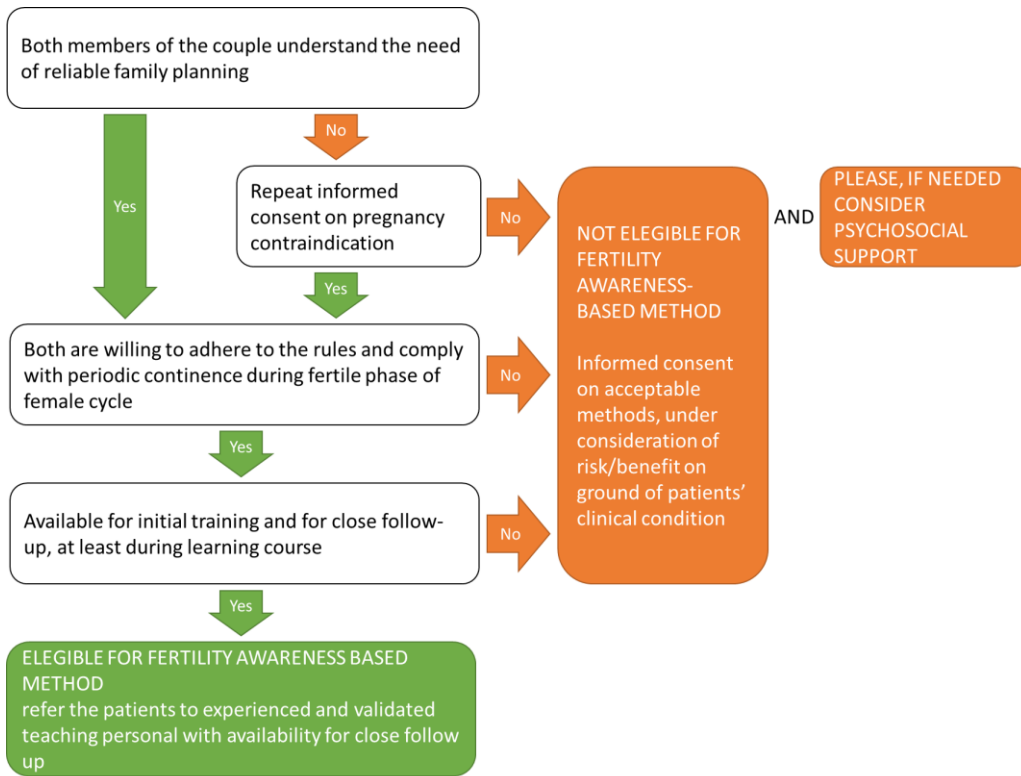 Both members of the couple understand the need
of reliable family planning
No
Yes
Repeat informed
consent on pregnancy
contraindication
No
Yes
NOT ELEGIBLE FOR
FERTILITY
AWARENESS-
BASED METHOD
Informed consent
on acceptable
methods, under
consideration of
risk/benefit on
ground of patients’
clinical condition
AND
PLEASE, IF NEEDED
CONSIDER
PSYCHOSOCIAL
SUPPORT
Both are willing to adhere to the rules and comply
with periodic continence during fertile phase of
female cycle
No
Yes
Available for initial training and for close follow-
up, at least during learning course
No
Yes
ELEGIBLE FOR FERTILITY AWARENESS BASED
METHOD
refer the patients to experienced and validated
teaching personal with availability for close follow
up